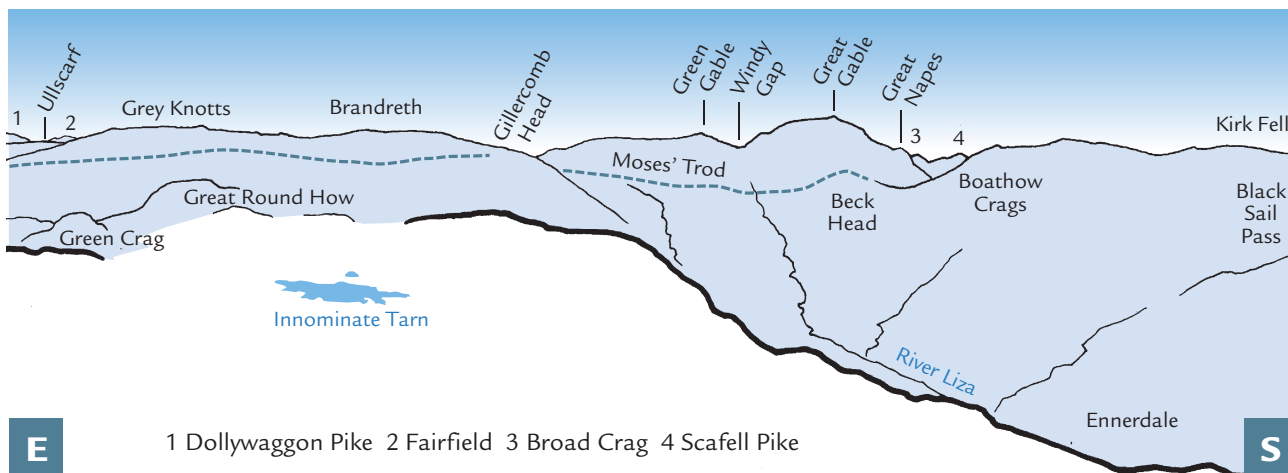 1
Ullscarf
2
Grey Knotts
Brandreth
Gillercomb
Head
Green
Gable
Windy
Gap
Great
Gable
Great
Napes
3
4
Kirk Fell
Moses’ Trod
Great Round How
Green Crag
Beck
Head
Boathow
Crags
Black
Sail
Pass
Innominate Tarn
River Liza
Ennerdale
E
1 Dollywaggon Pike 2 Fairfield 3 Broad Crag 4 Scafell Pike
S